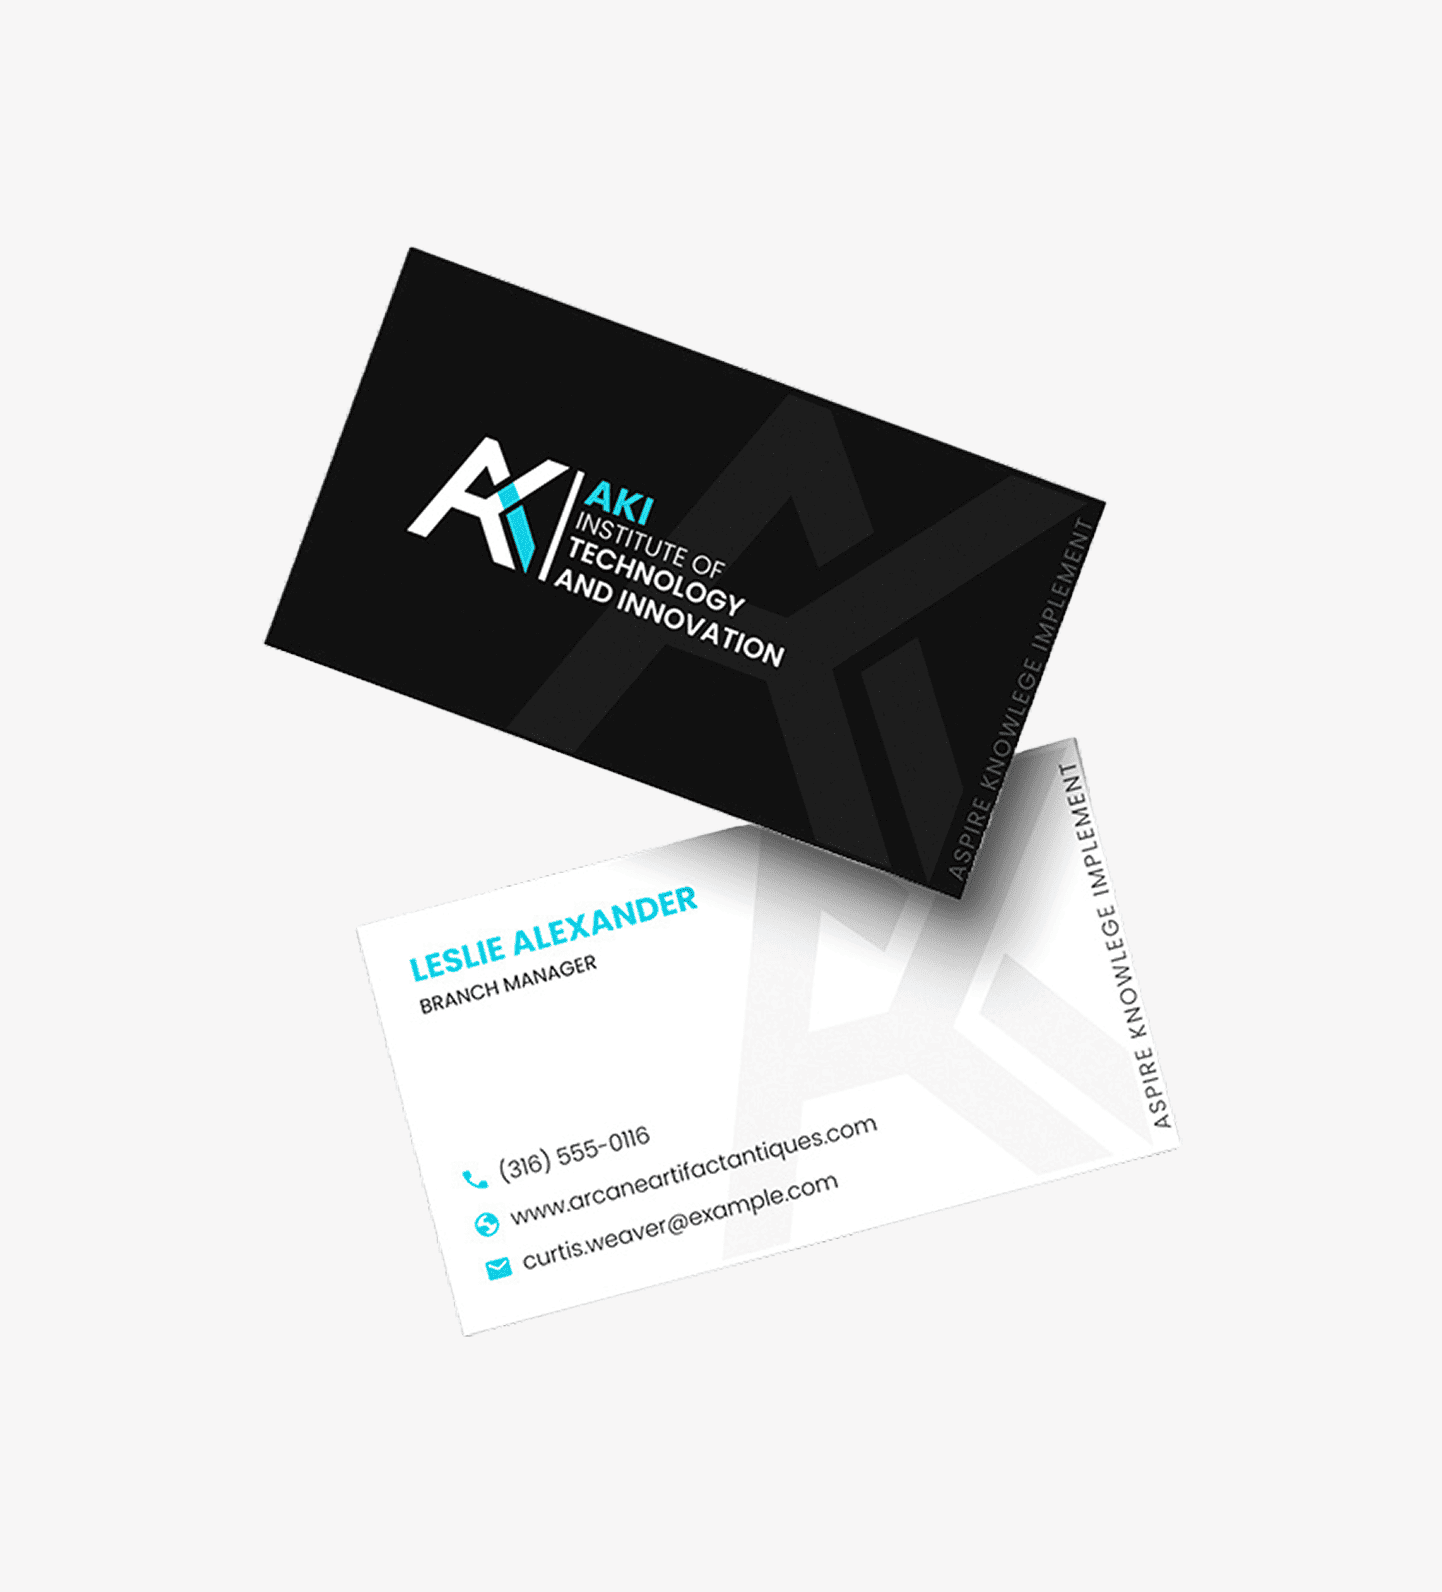 AKI
INSTITUTE OF
TECHNOLOGY
AND INNOVATION
ASPIRE KNOWLEGE IMPLEMENT
LESLIE ALEXANDER
BRANCH MANAGER
(316) 555-0116
www.arcaneartifactantiques.com
curtis.weaver@example.com
ASPIRE KNOWLEGE IMPLEMENT